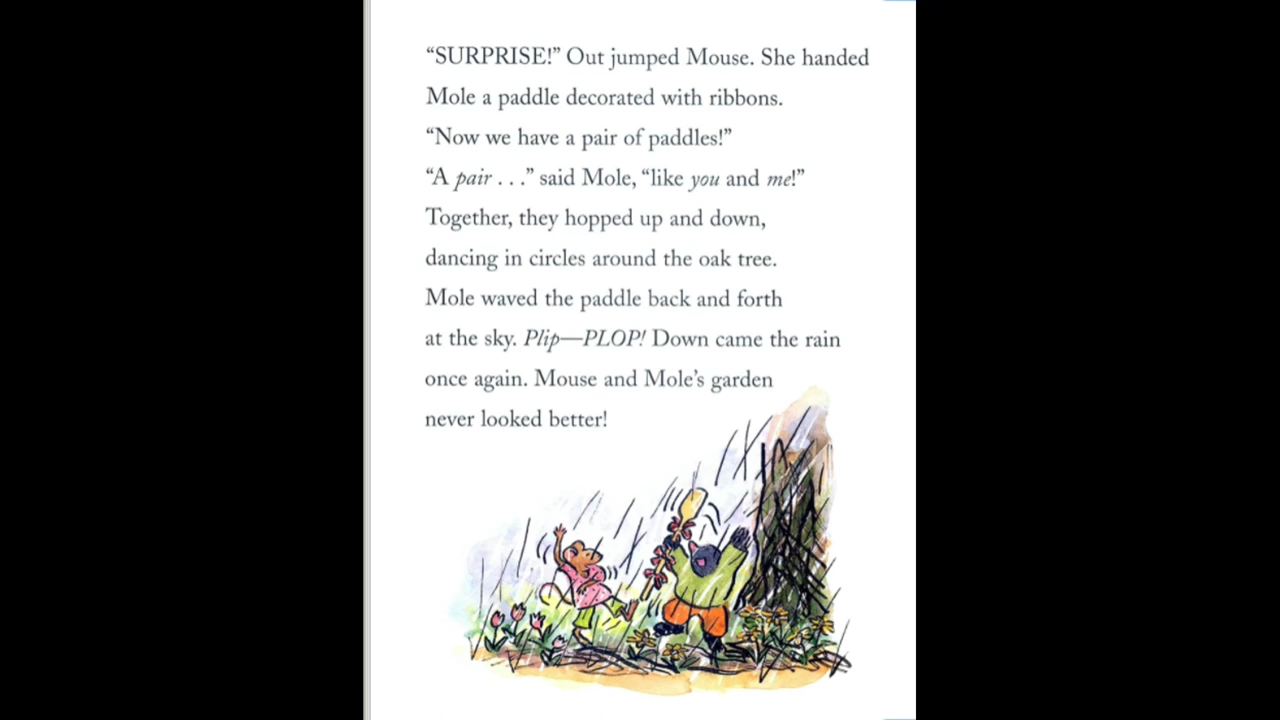 “SURPRISE!” Out jumped Mouse. She handed
Mole a paddle decorated with ribbons.
“Now we have a pair of paddles!”
“A pair . . .” said Mole, “like you and me!”
Together, they hopped up and down,
dancing in circles around the oak tree.
Mole waved the paddle back and forth
at the sky. Plip—PLOP! Down came the rain
once again. Mouse and Mole’s garden
never looked better!